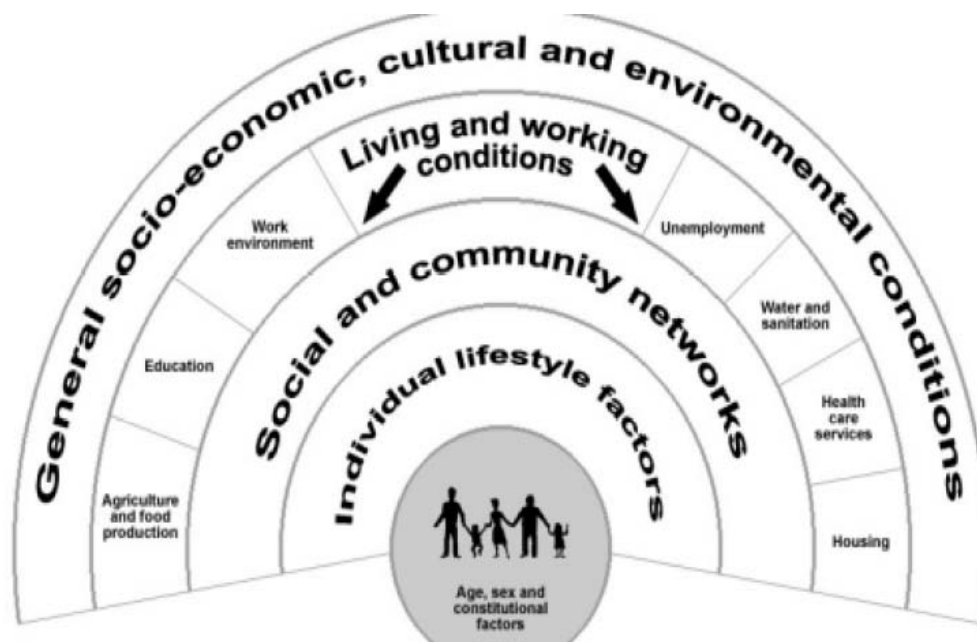 General socio-economic, cultural and environmental conditions
Living and working
conditions
Work
environment
Unemployment
Education
Water and
sanitation
Agriculture
and food
production
Health
care
services
Housing
Social and community networks
Individual lifestyle factors
Age, sex and
constitutional
factors